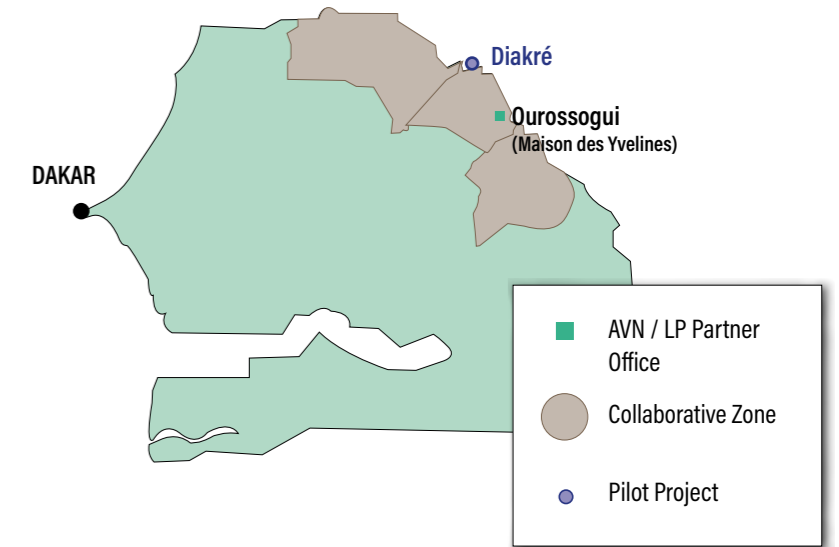 Diakré
Ourossogui
(Maison des Yvelines)
DAKAR
AVN / LP Partner
Office
Collaborative Zone
Pilot Project